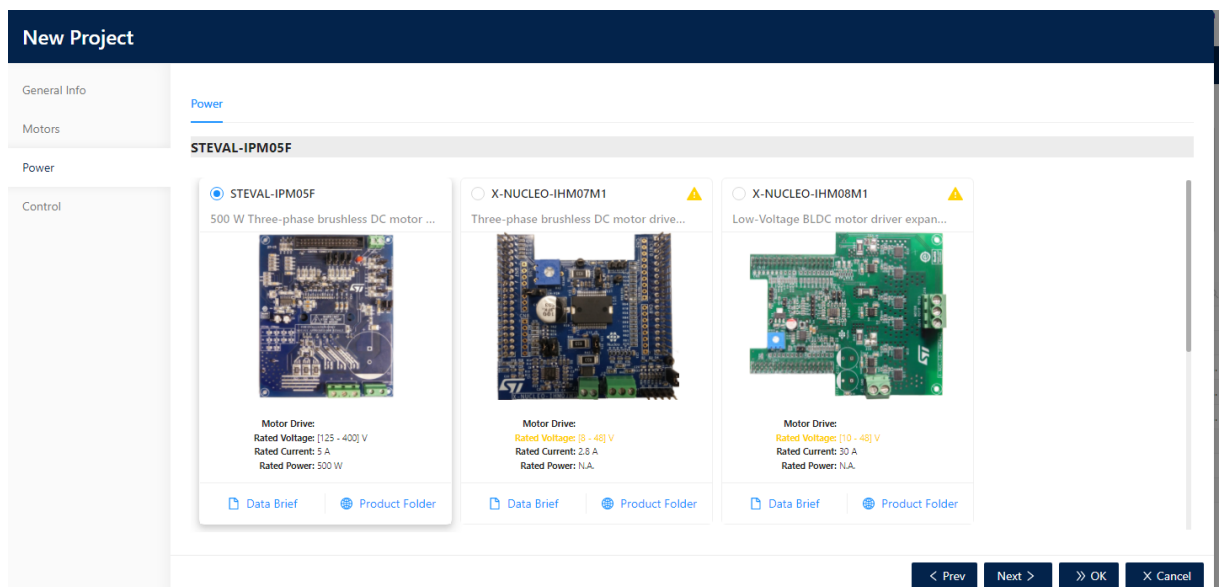 New Project
General Info
Motors
Power
Control
Power
STEVAL-IPM05F
STEVAL-IPM05F
500 W Three-phase brushless DC motor ...
Motor Drive:
Rated Voltage: [125 - 400] V
Rated Current: 5 A
Rated Power: 500 W
Data Brief
Product Folder
X-NUCLEO-IHM07M1
Three-phase brushless DC motor drive...
Motor Drive:
Rated Voltage: [8 - 48] V
Rated Current: 2.8 A
Rated Power: N.A.
Data Brief
Product Folder
X-NUCLEO-IHM08M1
Low-Voltage BLDC motor driver expan...
Motor Drive:
Rated Voltage: [10 - 48] V
Rated Current: 30 A
Rated Power: N.A.
Data Brief
Product Folder
< Prev
Next >
» OK
X Cancel